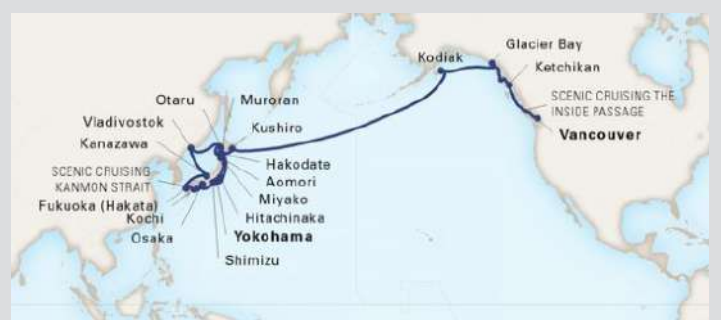 Kodiak
Glacier Bay
Ketchikan
SCENIC CRUISING THE
INSIDE PASSAGE
Vancouver
Otaru
Muroran
Vladivostok
Kushiro
Kanazawa
Hakodate
SCENIC CRUISING
KANMON STRAIT
Aomori
Miyako
Fukuoka (Hakata)
Kochi
Hitachinaka
Osaka
Yokohama
Shimizu